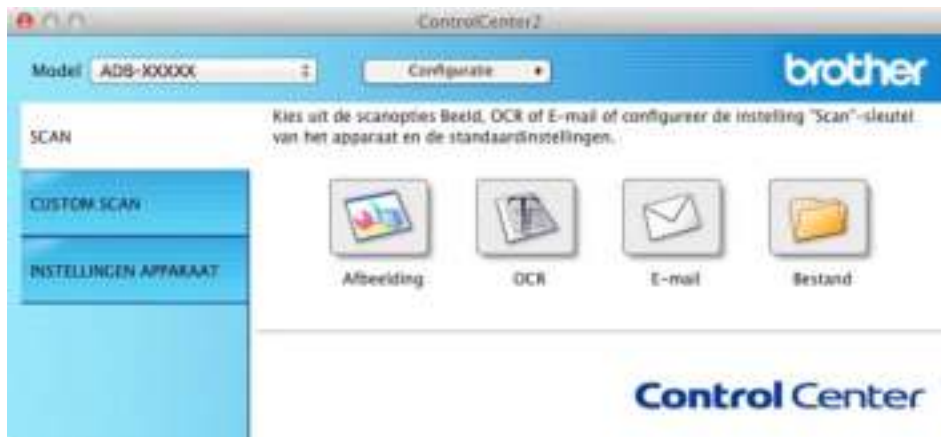 ControlCenter2
Model ADS-XXXXX Configuratie
brother
SCAN
Kies uit de scanopties Beeld, OCR of E-mail of configureer de instelling "Scan"-sleutel
van het apparaat en de standaardinstellingen.
CUSTOM SCAN
INSTELLINGEN APPARAAT
Afbeelding OCR E-mail Bestand
Control Center